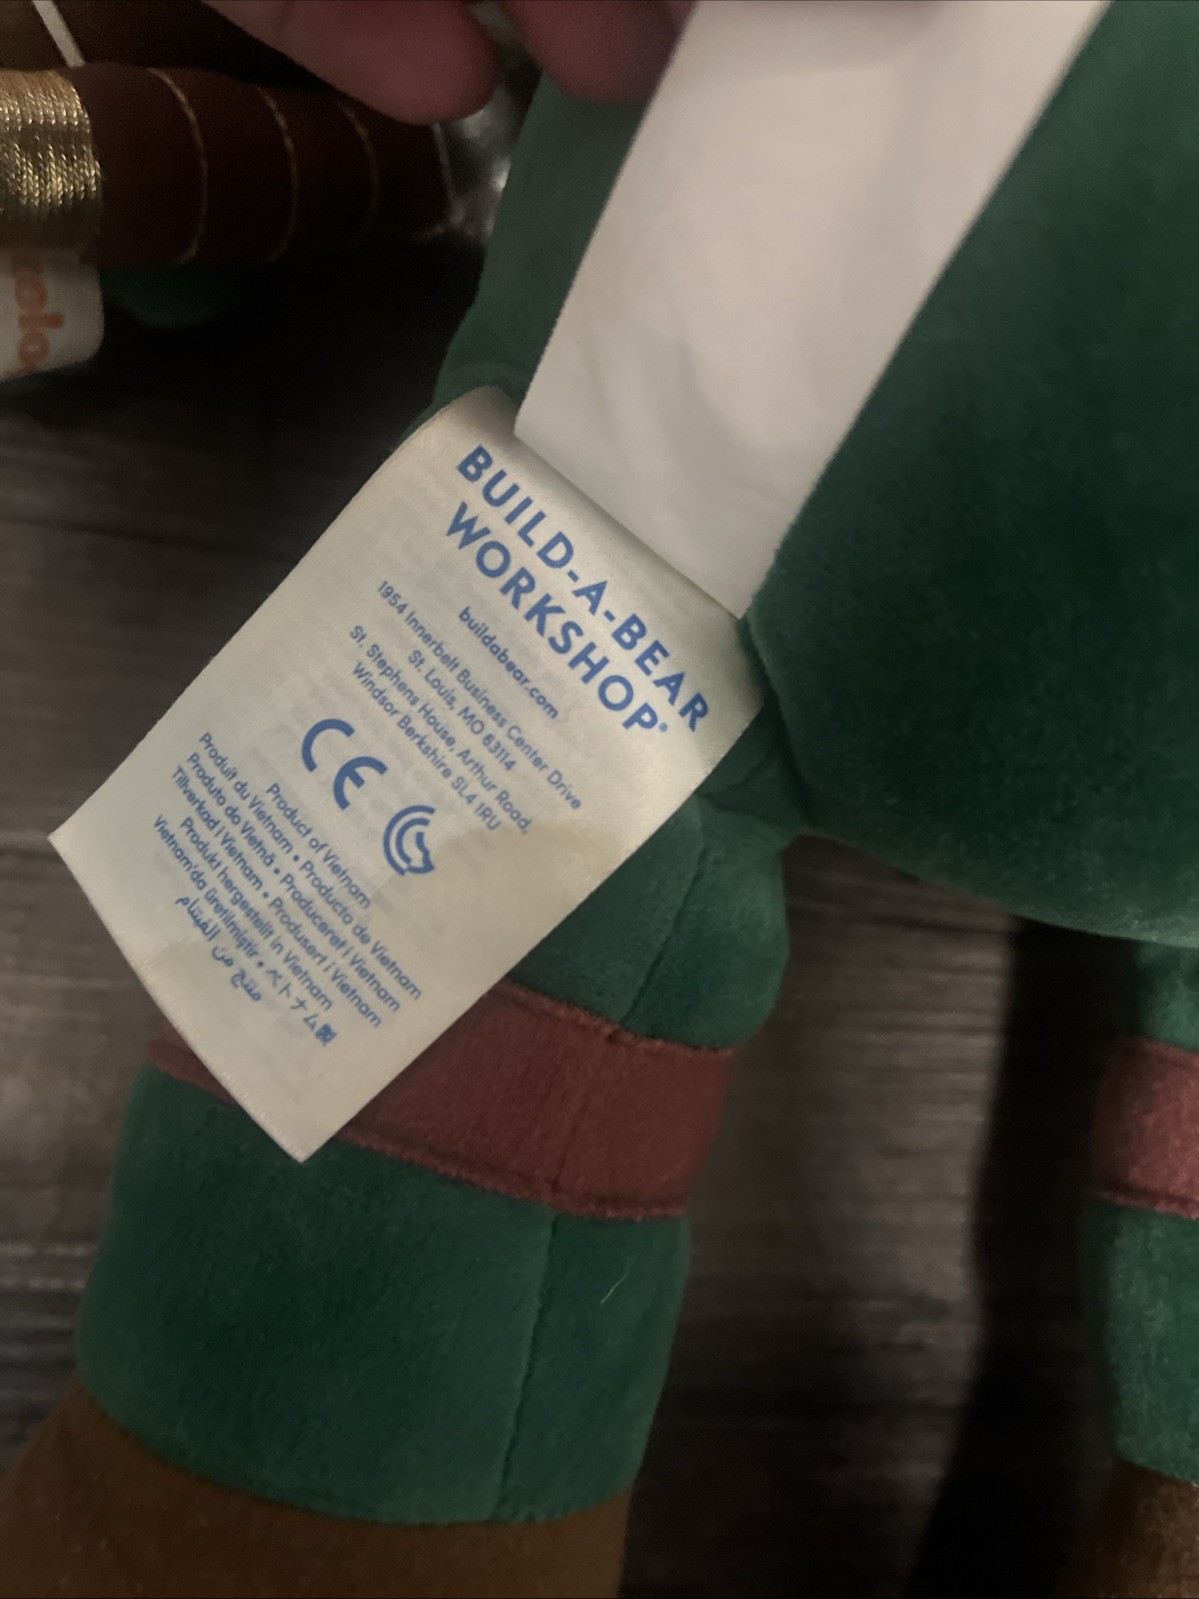 BUILD-A-BEAR
WORKSHOP®
buildabear.com
1954 Innerbelt Business Center Drive
St. Louis, MO 63114
St. Stephens House, Arthur Road,
Windsor Berkshire SL4 1RU
CE
Product of Vietnam
Produit du Vietnam • Producto de Vietnam
Produto do Vietnã • Produceret i Vietnam
Tillverkad i Vietnam • Produsert i Vietnam
Produkt hergestellt in Vietnam
Vietnam'da üretilmiştir • ベトナム製
منتج من الفيتنام
elo